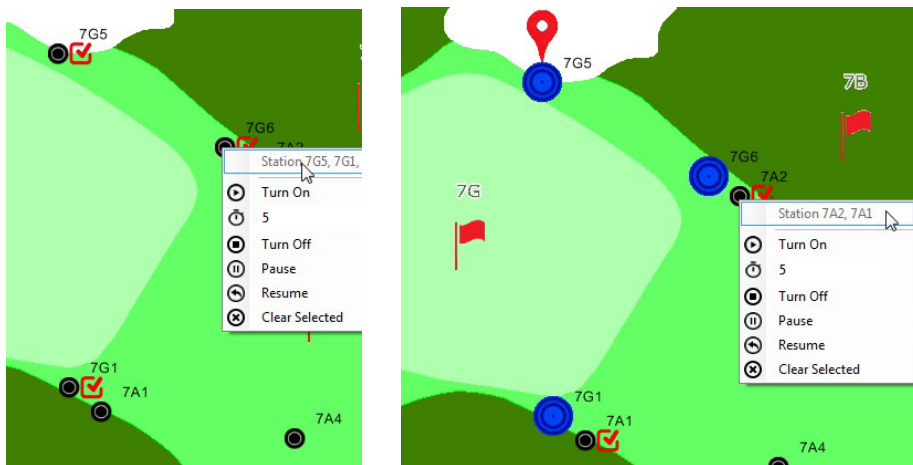 7G5
7G6
7A2
Station 7G5, 7G1,
Turn On
5
Turn Off
Pause
Resume
Clear Selected
7G1
7A1
7A4
7G5
7B
7G6
7G
7A2
Station 7A2, 7A1
Turn On
5
Turn Off
Pause
Resume
Clear Selected
7G1
7A1
7A4